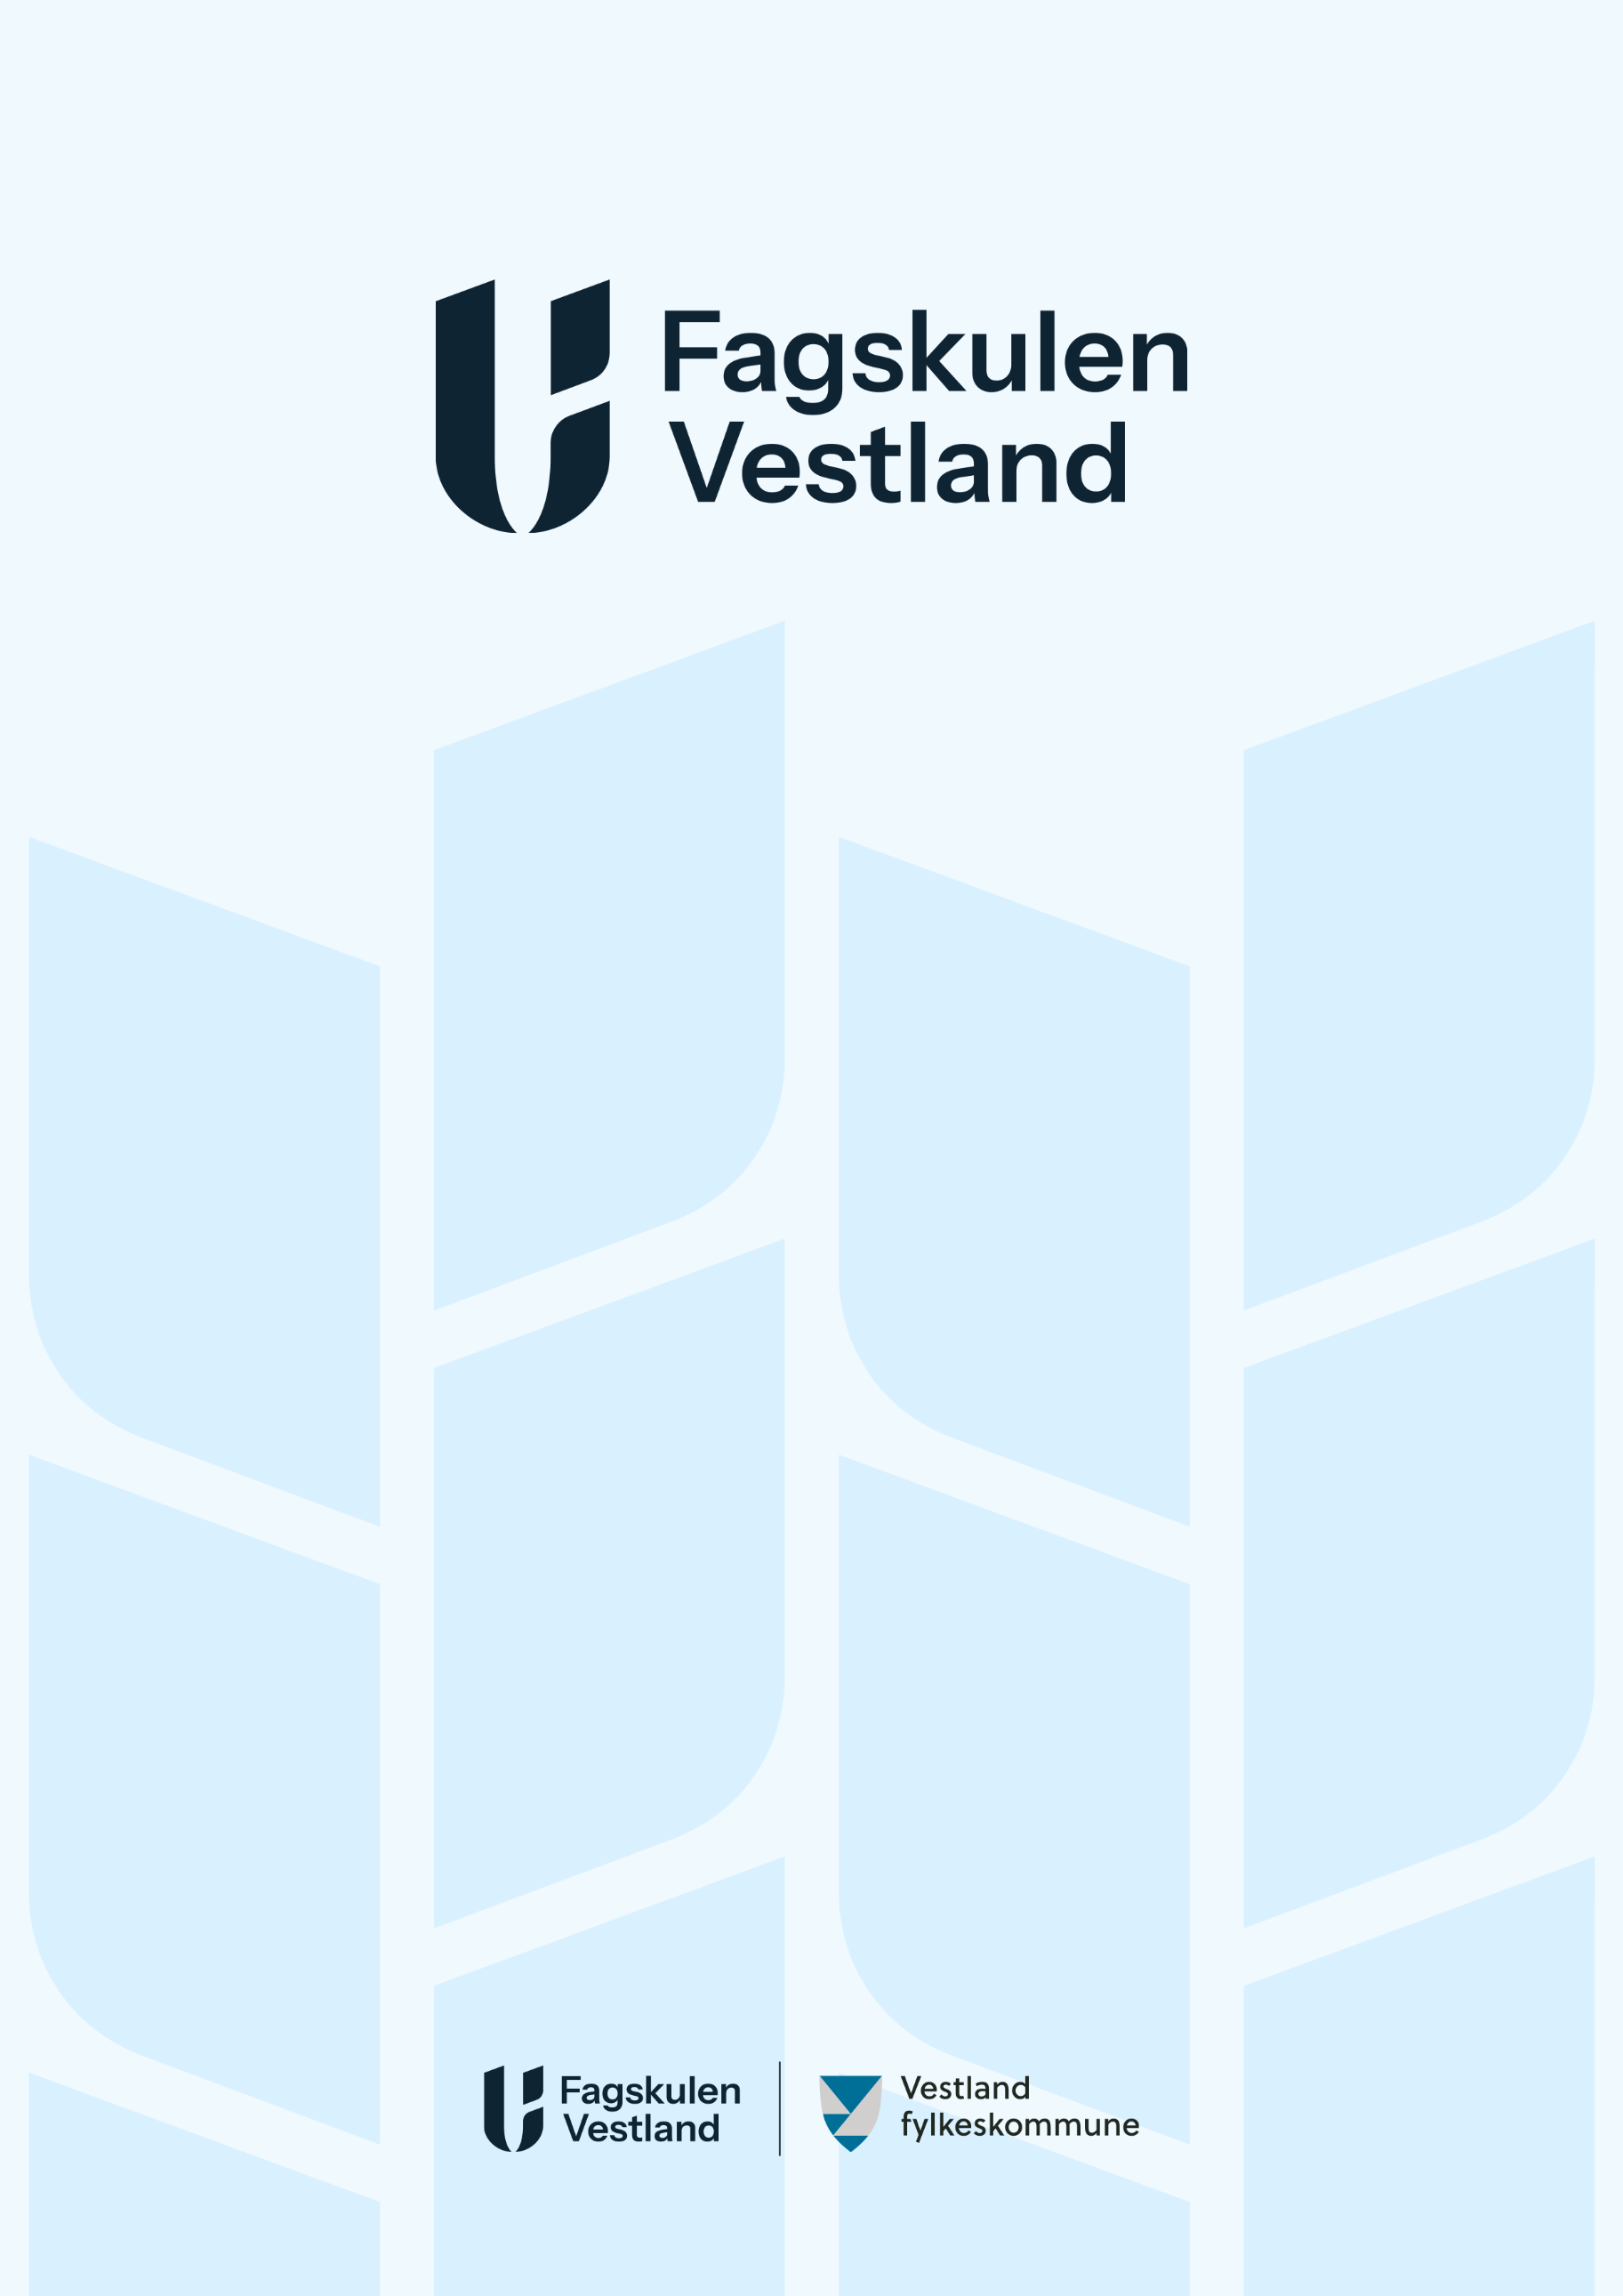 Fagskulen
Vestland
Fagskulen
Vestland
Vestland
fylkeskommune